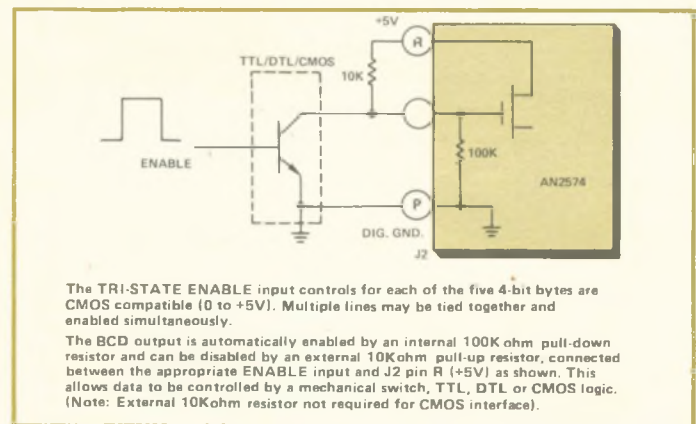 +5V
R
TTL/DTL/CMOS
10K
100K
ENABLE
AN2574
P
DIG. GND.
J2
The TRI-STATE ENABLE input controls for each of the five 4-bit bytes are
CMOS compatible (0 to +5V). Multiple lines may be tied together and
enabled simultaneously.
The BCD output is automatically enabled by an internal 100K ohm pull-down
resistor and can be disabled by an external 10Kohm pull-up resistor, connected
between the appropriate ENABLE input and J2 pin R (+5V) as shown. This
allows data to be controlled by a mechanical switch, TTL, DTL or CMOS logic.
(Note: External 10Kohm resistor not required for CMOS interface).